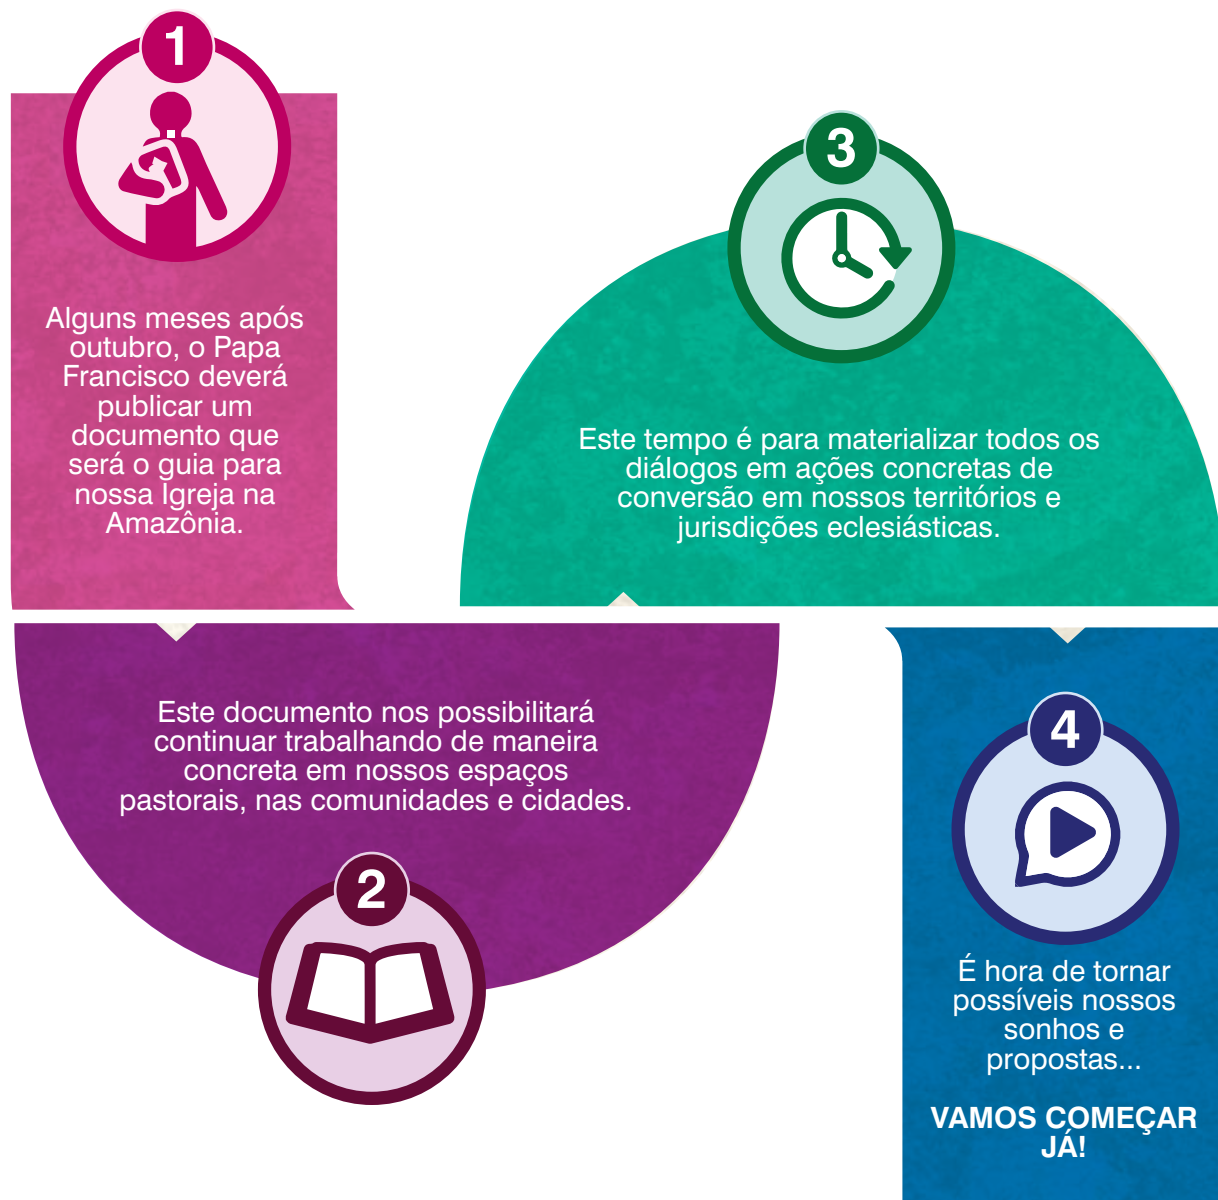 1
Alguns meses após
outubro, o Papa
Francisco deverá
publicar um
documento que
será o guia para
nossa Igreja na
Amazônia.
Este documento nos possibilitará
continuar trabalhando de maneira
concreta em nossos espaços
pastorais, nas comunidades e cidades.
2
3
Este tempo é para materializar todos os
diálogos em ações concretas de
conversão em nossos territórios e
jurisdições eclesiásticas.
4
É hora de tornar
possíveis nossos
sonhos e
propostas...
VAMOS COMEÇAR
JÁ!